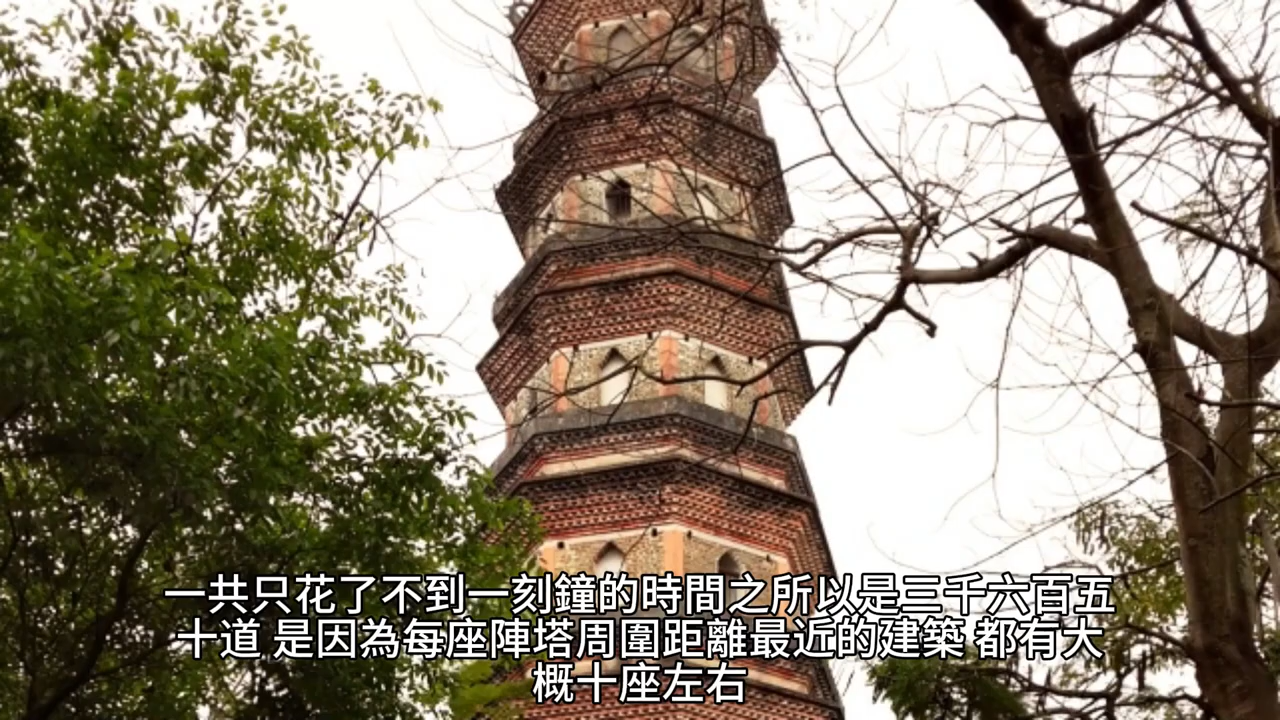 一共只花了不到一刻鐘的時間之所以是三千六百五
十道 是因為每座陣塔周圍距離最近的建築 都有大
概十座左右